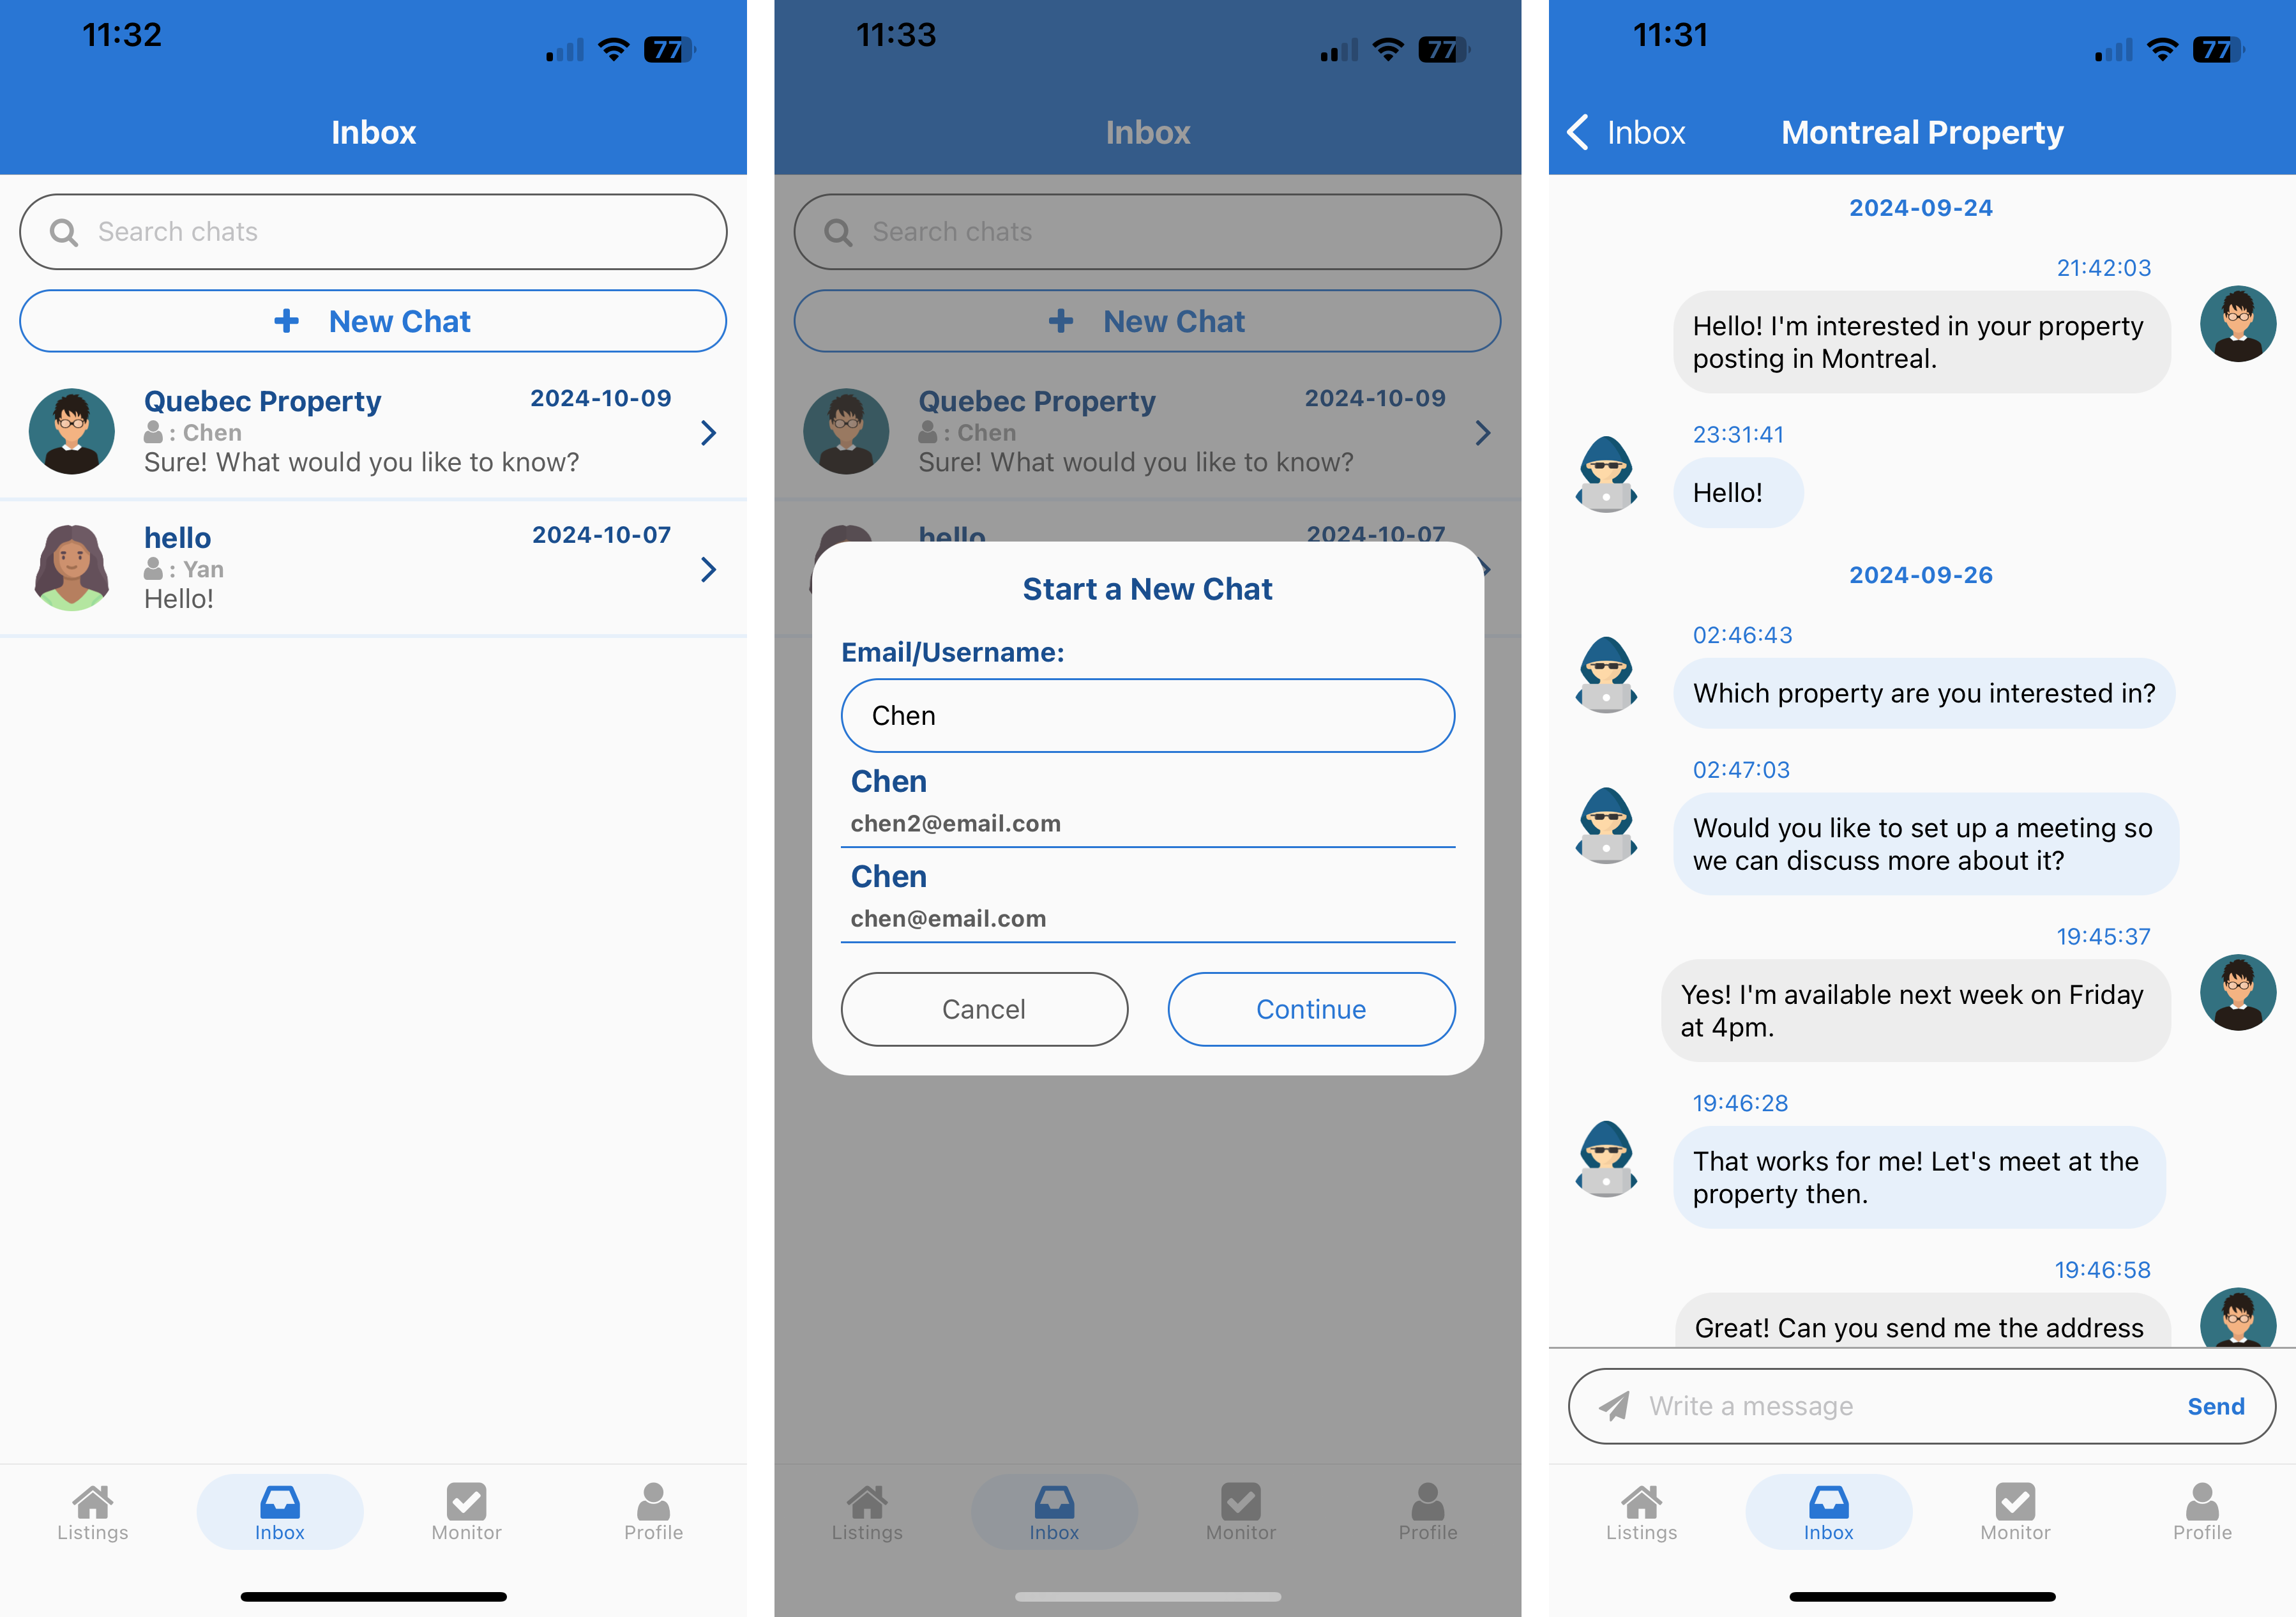 11:32
77
Inbox
Search chats
+ New Chat
Quebec Property
2024-10-09
: Chen
Sure! What would you like to know?
hello
2024-10-07
: Yan
Hello!
Listings
Inbox
Monitor
Profile
11:33
77
Inbox
Search chats
+ New Chat
Quebec Property
2024-10-09
: Chen
Sure! What would you like to know?
hello
2024-10-07
Start a New Chat
Email/Username:
Chen
Chen
chen2@email.com
Chen
chen@email.com
Cancel
Continue
Listings
Inbox
Monitor
Profile
11:31
77
Inbox
Montreal Property
2024-09-24
21:42:03
Hello! I'm interested in your property
posting in Montreal.
23:31:41
Hello!
2024-09-26
02:46:43
Which property are you interested in?
02:47:03
Would you like to set up a meeting so
we can discuss more about it?
19:45:37
Yes! I'm available next week on Friday
at 4pm.
19:46:28
That works for me! Let's meet at the
property then.
19:46:58
Great! Can you send me the address
Write a message
Send
Listings
Inbox
Monitor
Profile